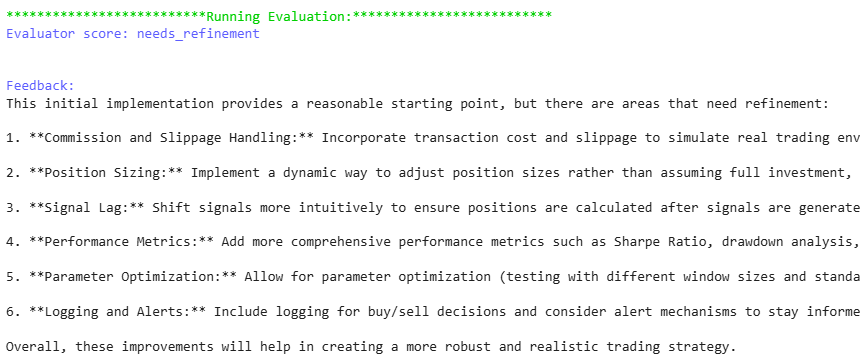 **************************Running Evaluation:**************************
Evaluator score: needs_refinement
Feedback:
This initial implementation provides a reasonable starting point, but there are areas that need refinement:
1. **Commission and Slippage Handling:** Incorporate transaction cost and slippage to simulate real trading env
2. **Position Sizing:** Implement a dynamic way to adjust position sizes rather than assuming full investment,
3. **Signal Lag:** Shift signals more intuitively to ensure positions are calculated after signals are generate
4. **Performance Metrics:** Add more comprehensive performance metrics such as Sharpe Ratio, drawdown analysis,
5. **Parameter Optimization:** Allow for parameter optimization (testing with different window sizes and standa
6. **Logging and Alerts:** Include logging for buy/sell decisions and consider alert mechanisms to stay informe
Overall, these improvements will help in creating a more robust and realistic trading strategy.